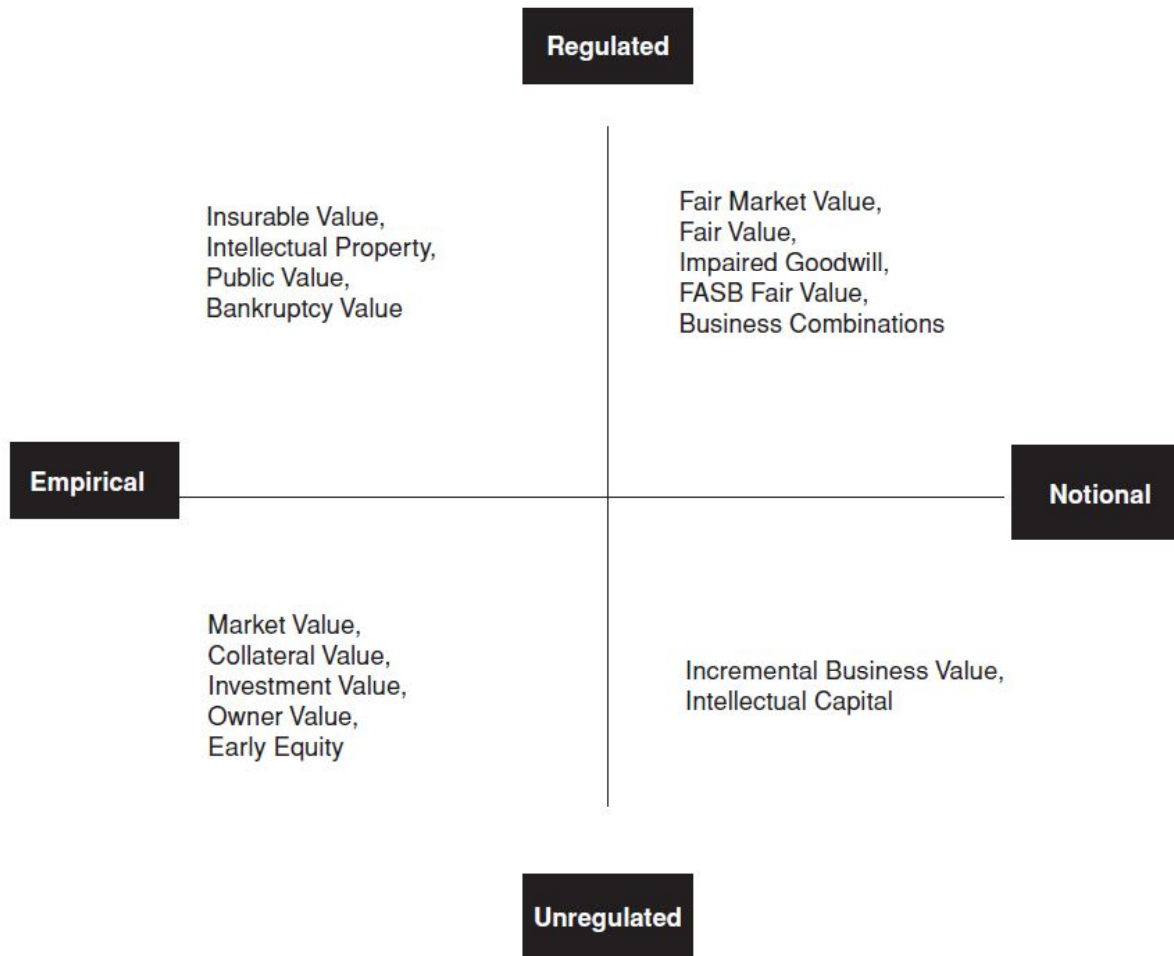 Regulated
Insurable Value,
Intellectual Property,
Public Value,
Bankruptcy Value
Fair Market Value,
Fair Value,
Impaired Goodwill,
FASB Fair Value,
Business Combinations
Empirical
Notional
Market Value,
Collateral Value,
Investment Value,
Owner Value,
Early Equity
Incremental Business Value,
Intellectual Capital
Unregulated